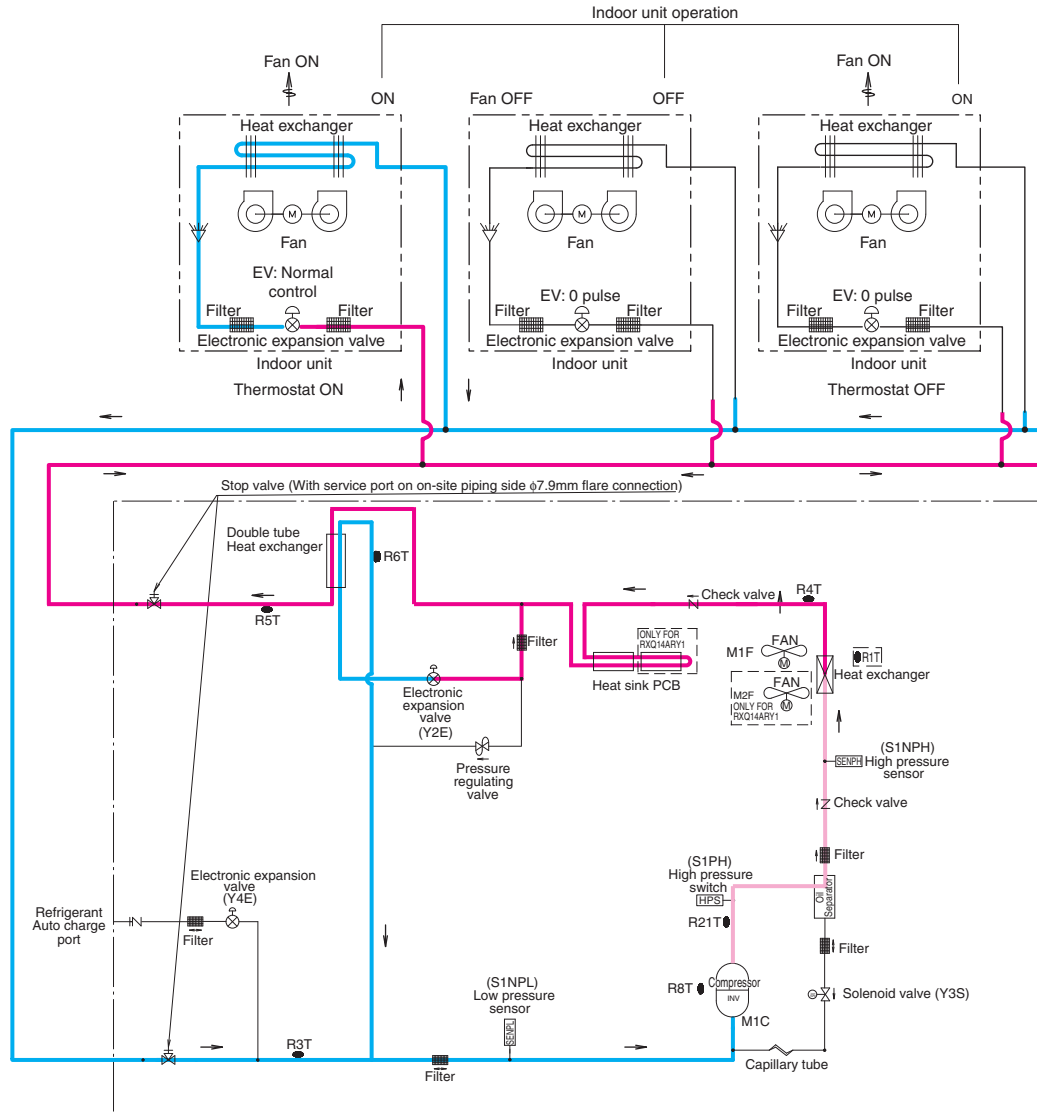 Indoor unit operation
Fan ON
ON
Fan OFF
OFF
Fan ON
ON
Heat exchanger
Heat exchanger
Heat exchanger
M
M
M
Fan
Fan
Fan
EV: Normal
control
EV: 0 pulse
EV: 0 pulse
Filter
Filter
Filter
Filter
Filter
Filter
Electronic expansion valve
Electronic expansion valve
Electronic expansion valve
Indoor unit
Indoor unit
Indoor unit
Thermostat ON
Thermostat OFF
Stop valve (With service port on on-site piping side ϕ7.9mm flare connection)
Double tube
Heat exchanger
R6T
R5T
Check valve
R4T
Filter
ONLY FOR
RXQ14ARY1
Heat sink PCB
M1F
FAN
M
R1T
Heat exchanger
M2F
ONLY FOR
RXQ14ARY1
FAN
M
Electronic
expansion
valve
(Y2E)
Pressure
regulating
valve
SENPH
(S1NPH)
High pressure
sensor
Check valve
Filter
(S1PH)
High pressure
switch
HPS
Oil
Separator
R21T
Filter
Electronic expansion
valve
(Y4E)
Refrigerant
Auto charge
port
Filter
R8T
Compressor
INV
M1C
Solenoid valve (Y3S)
(S1NPL)
Low pressure
sensor
SENPL
R3T
Filter
Capillary tube